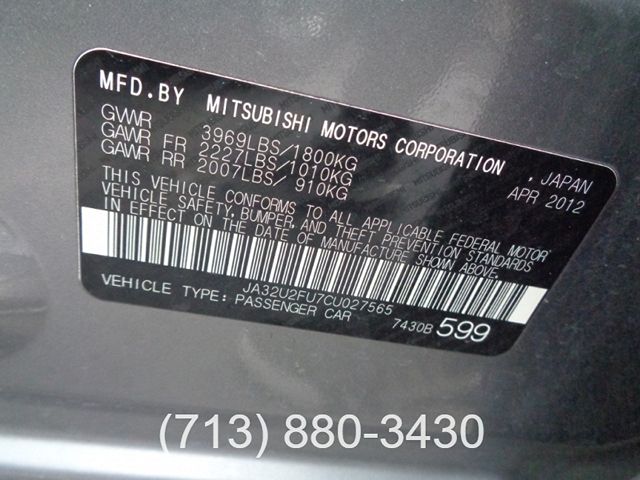 MFD.BY MITSUBISHI MOTORS CORPORATION , JAPAN
GVWR 3969LBS/1800KG APR 2012
GAWR FR 2227LBS/1010KG
GAWR RR 2007LBS/ 910KG
THIS VEHICLE CONFORMS TO ALL APPLICABLE FEDERAL MOTOR
VEHICLE SAFETY, BUMPER, AND THEFT PREVENTION STANDARDS
IN EFFECT ON THE DATE OF MANUFACTURE SHOWN ABOVE.
JA32U2FU7CU027565
VEHICLE TYPE: PASSENGER CAR 7430B 599
(713) 880-3430